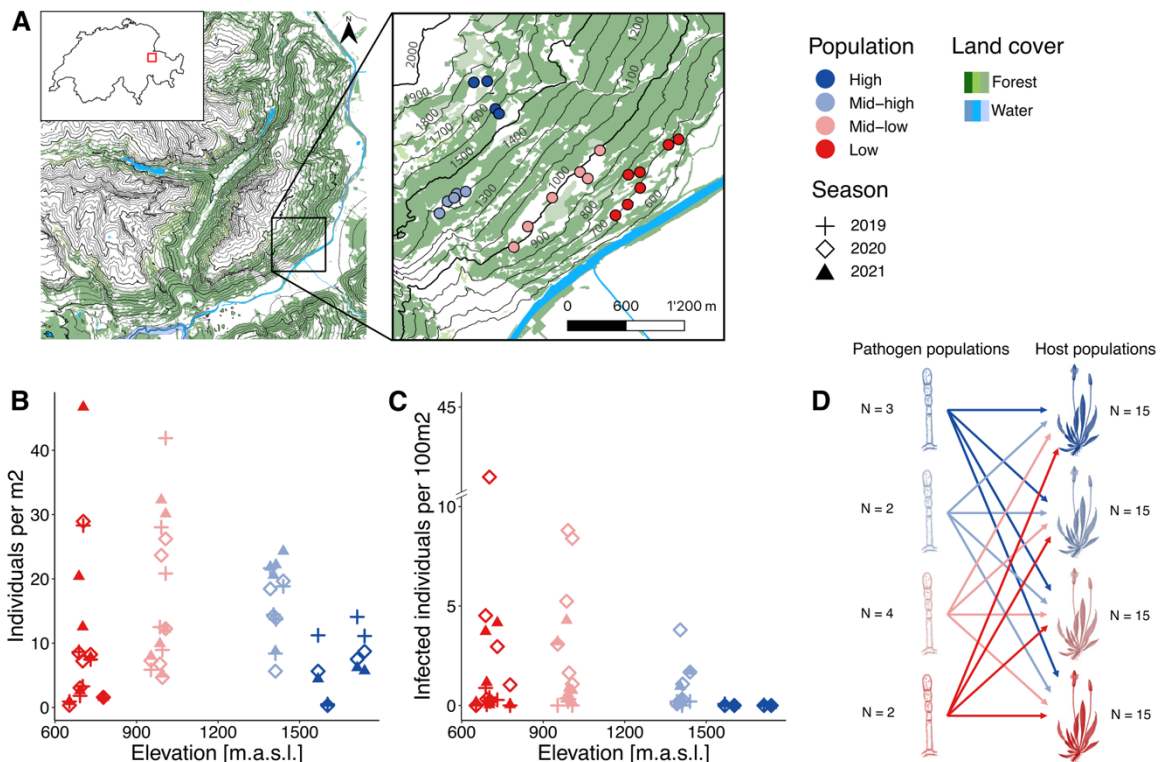 A
N
2000
1900
1800
1700
1600
1500
1400
1300
1200
1100
1000
900
800
700
600
0 600 1'200 m
Population
High
Mid-high
Mid-low
Low
Season
2019
2020
2021
Land cover
Forest
Water
B
Individuals per m2
40
30
20
10
0
600 900 1200 1500
Elevation [m.a.s.l.]
C
Infected individuals per 100m2
45
10
5
0
600 900 1200 1500
Elevation [m.a.s.l.]
D
Pathogen populations Host populations
N = 3 N = 15
N = 2 N = 15
N = 4 N = 15
N = 2 N = 15